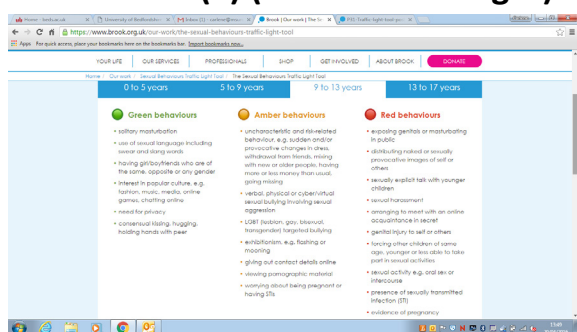 beds.ac.uk
University of Bedfordshire
Brook | Our work | The S
https://www.brook.org.uk/our-work/the-sexual-behaviours-traffic-light-tool
Apps For quick access, place your bookmarks here on the bookmarks bar. Import bookmarks now...
YOUR LIFE OUR SERVICES PROFESSIONALS SHOP GET INVOLVED ABOUT BROOK DONATE
Home / Our work / Sexual Behaviours Traffic Light Tool / The Sexual Behaviours Traffic Light Tool
0 to 5 years 5 to 9 years 9 to 13 years 13 to 17 years
Green behaviours
• solitary masturbation
• use of sexual language including
swear and slang words
• having girl/boyfriends who are of
the same, opposite or any gender
• interest in popular culture, e.g.
fashion, music, media, online
games, chatting online
• need for privacy
• consensual kissing, hugging,
holding hands with peer
Amber behaviours
• uncharacteristic and risk-related
behaviour, e.g. sudden and/or
provocative changes in dress,
withdrawal from friends, mixing
with new or older people, having
more or less money than usual,
going missing
• verbal, physical or cyber/virtual
sexual bullying involving sexual
aggression
• LGBT (lesbian, gay, bisexual,
transgender) targeted bullying
• exhibitionism, e.g. flashing or
mooning
• giving out contact details online
• viewing pornographic material
• worrying about being pregnant or
having STIs
Red behaviours
• exposing genitals or masturbating
in public
• distributing naked or sexually
provocative images of self or
others
• sexually explicit talk with younger
children
• sexual harassment
• arranging to meet with an online
acquaintance in secret
• genital injury to self or others
• forcing other children of same
age, younger or less able to take
part in sexual activities
• sexual activity e.g. oral sex or
intercourse
• presence of sexually transmitted
infection (STI)
• evidence of pregnancy